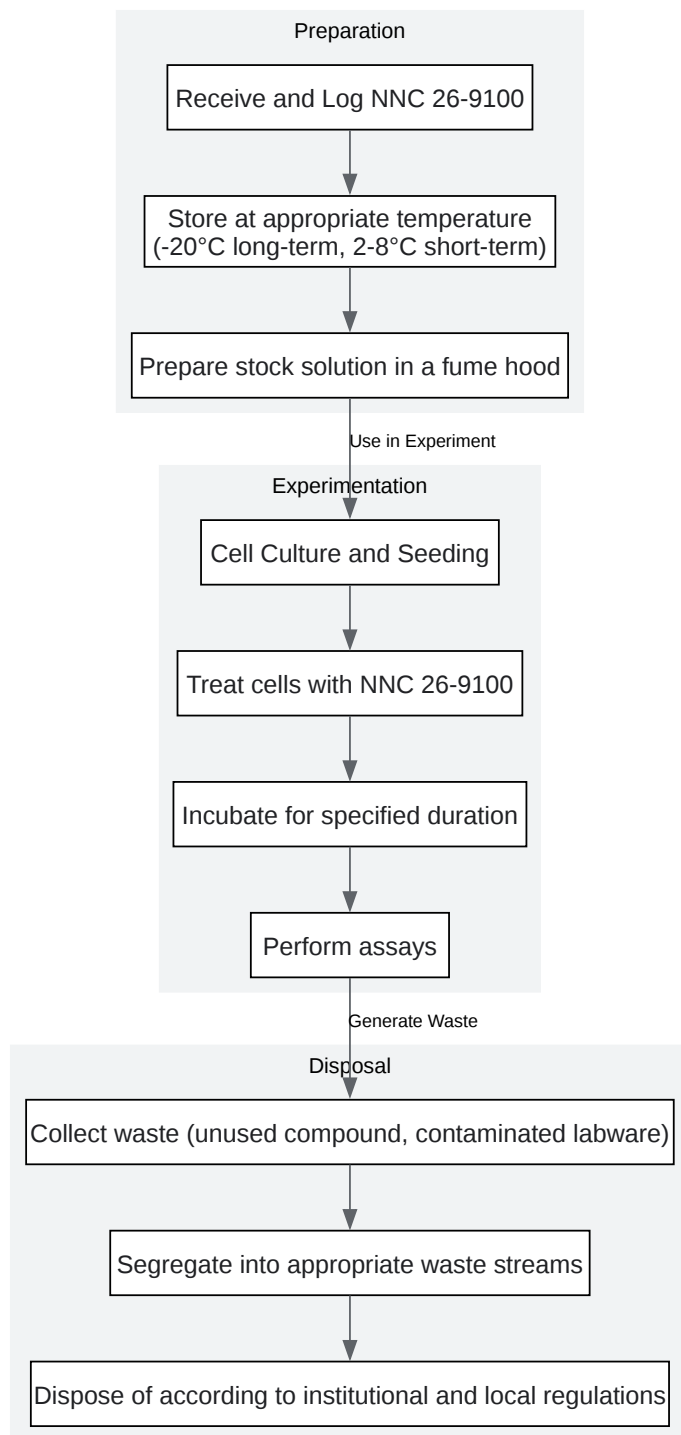 Preparation
Receive and Log NNC 26-9100
Store at appropriate temperature
(-20°C long-term, 2-8°C short-term)
Prepare stock solution in a fume hood
Use in Experiment
Experimentation
Cell Culture and Seeding
Treat cells with NNC 26-9100
Incubate for specified duration
Perform assays
Generate Waste
Disposal
Collect waste (unused compound, contaminated labware)
Segregate into appropriate waste streams
Dispose of according to institutional and local regulations